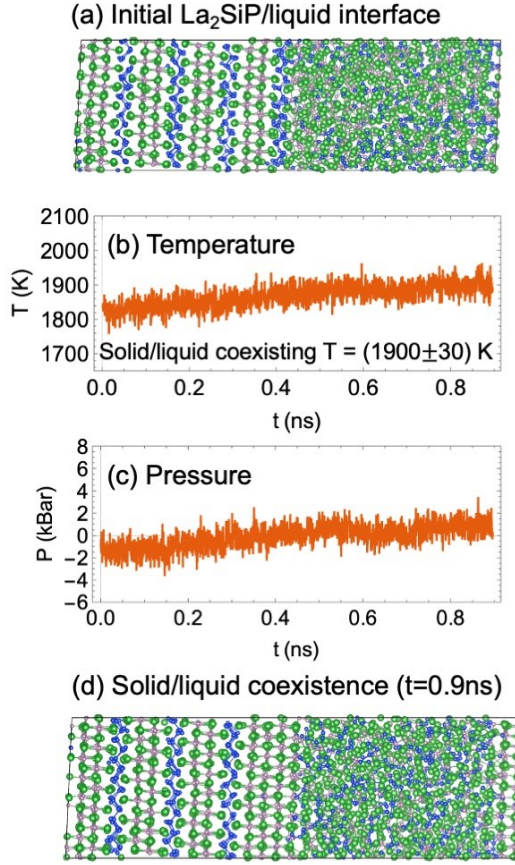 (a) Initial La₂SiP/liquid interface
2100
2000
1900
1800
1700
T (K)
(b) Temperature
Solid/liquid coexisting T = (1900±30) K
0.0 0.2 0.4 0.6 0.8
t (ns)
8
6
4
2
0
−2
−4
−6
P (kBar)
(c) Pressure
0.0 0.2 0.4 0.6 0.8
t (ns)
(d) Solid/liquid coexistence (t=0.9ns)